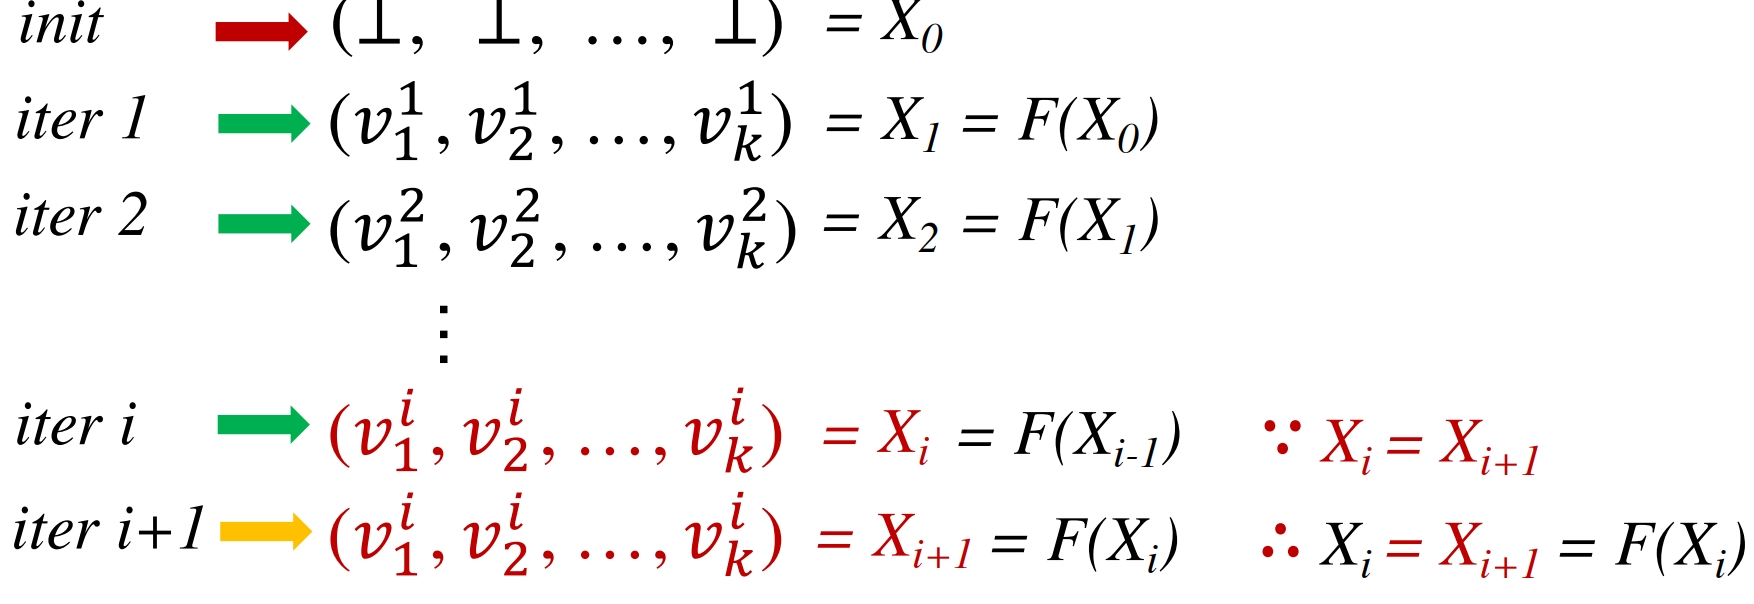 init (⊥, ⊥, …, ⊥) = X₀
iter 1 (v₁¹, v₂¹, …, vₖ¹) = X₁ = F(X₀)
iter 2 (v₁², v₂², …, vₖ²) = X₂ = F(X₁)
⋮
iter i (v₁ⁱ, v₂ⁱ, …, vₖⁱ) = Xᵢ = F(Xᵢ₋₁) ∵ Xᵢ = Xᵢ₊₁
iter i+1 (v₁ⁱ, v₂ⁱ, …, vₖⁱ) = Xᵢ₊₁ = F(Xᵢ) ∴ Xᵢ = Xᵢ₊₁ = F(Xᵢ)